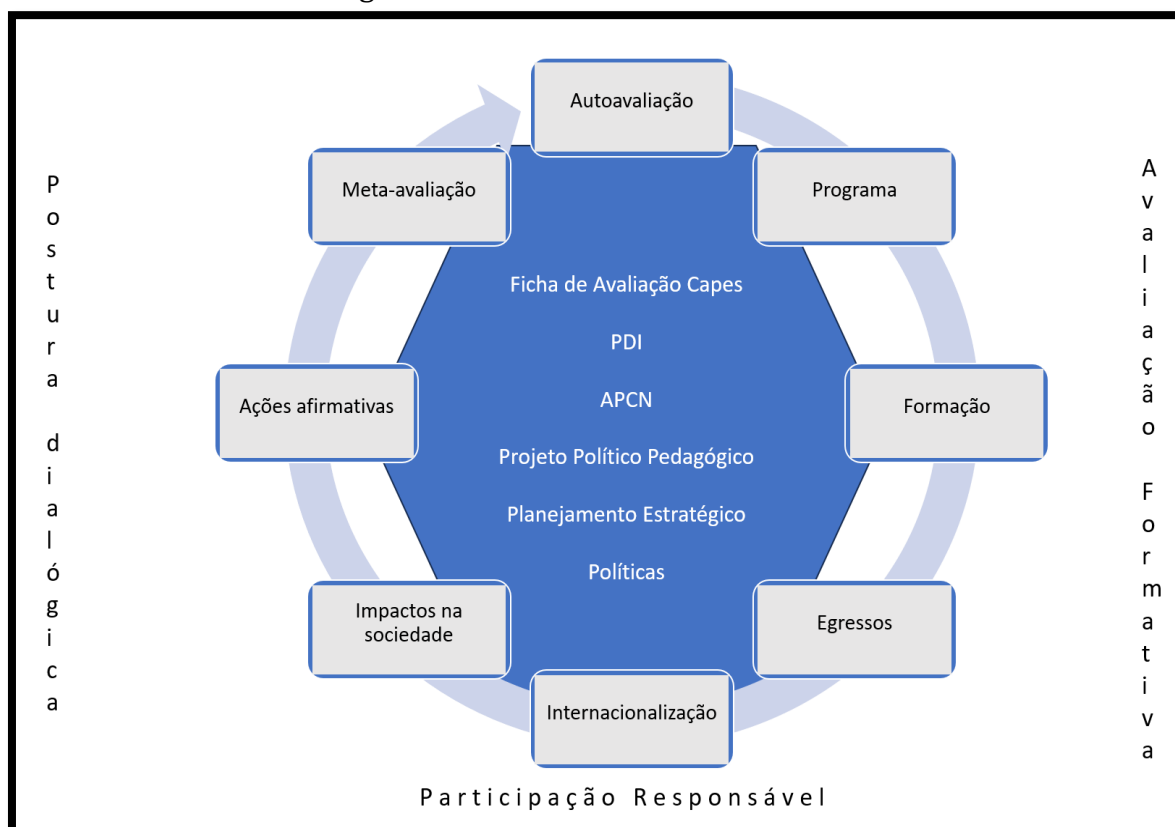 Autoavaliação
Programa
Formação
Egressos
Internacionalização
Impactos na
sociedade
Ações afirmativas
Meta-avaliação
Ficha de Avaliação Capes
PDI
APCN
Projeto Político Pedagógico
Planejamento Estratégico
Políticas
Postura dialógica
Avaliação Formativa
Participação Responsável